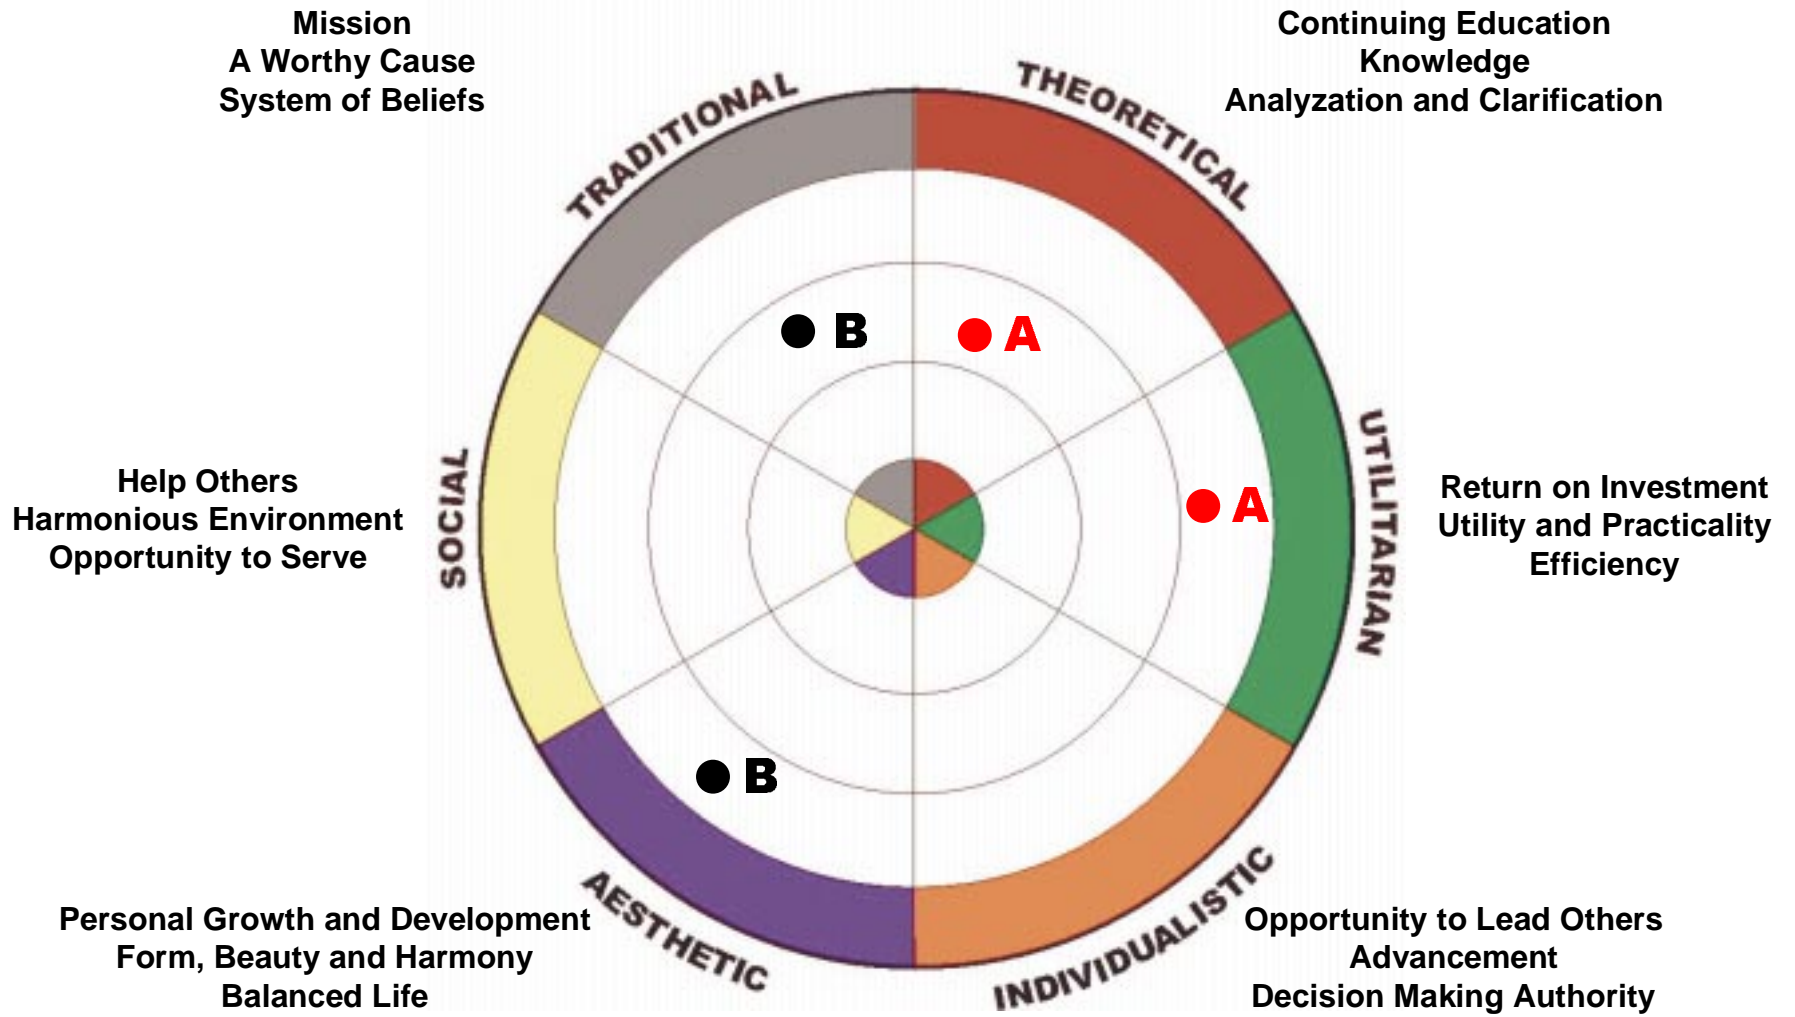 Mission
A Worthy Cause
System of Beliefs
Continuing Education
Knowledge
Analyzation and Clarification
TRADITIONAL
THEORETICAL
B
A
Help Others
Harmonious Environment
Opportunity to Serve
SOCIAL
A
UTILITARIAN
Return on Investment
Utility and Practicality
Efficiency
B
Personal Growth and Development
Form, Beauty and Harmony
Balanced Life
AESTHETIC
INDIVIDUALISTIC
Opportunity to Lead Others
Advancement
Decision Making Authority